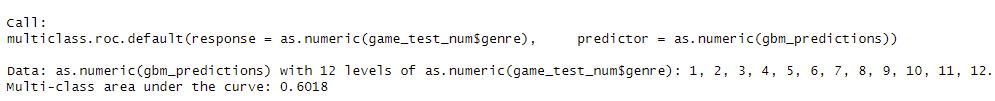 Call:
multiclass.roc.default(response = as.numeric(game_test_num$genre),     predictor = as.numeric(gbm_predictions))
Data: as.numeric(gbm_predictions) with 12 levels of as.numeric(game_test_num$genre): 1, 2, 3, 4, 5, 6, 7, 8, 9, 10, 11, 12.
Multi-class area under the curve: 0.6018